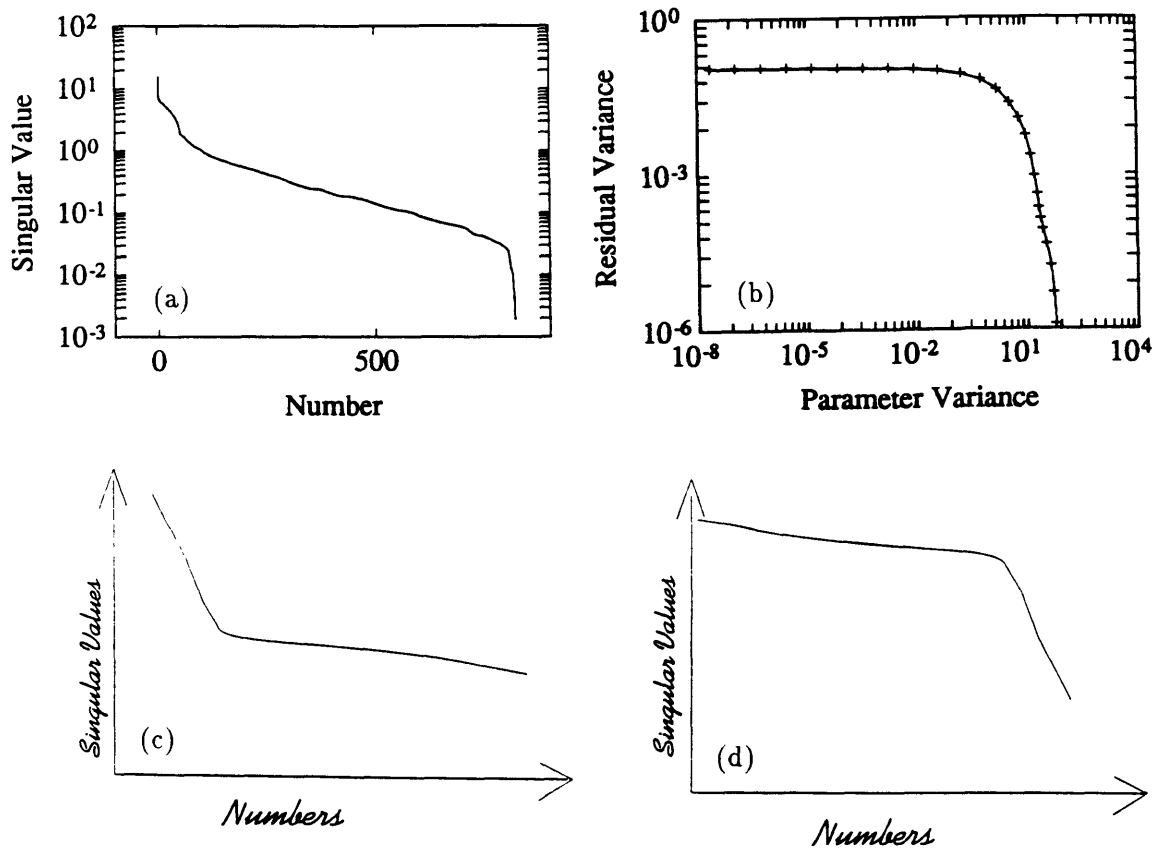 10^2
10^1
10^0
10^-1
10^-2
10^-3
Singular Value
(a)
0
500
Number
10^0
10^-3
10^-6
Residual Variance
(b)
10^-8
10^-5
10^-2
10^1
10^4
Parameter Variance
Singular Values
(c)
Numbers
Singular Values
(d)
Numbers